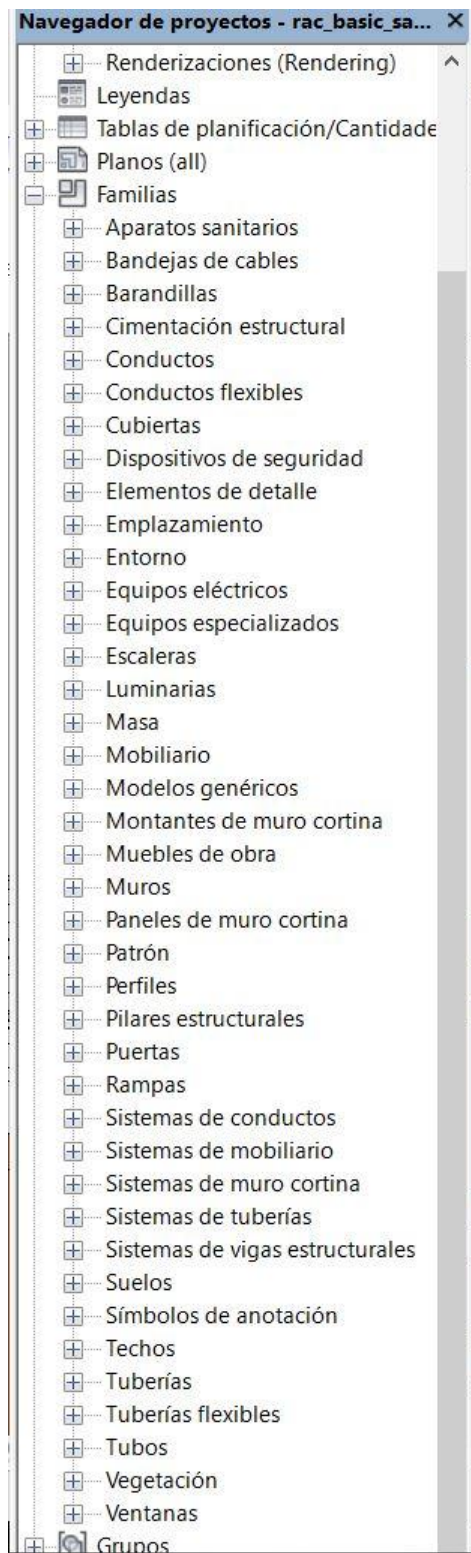 Navegador de proyectos - rac_basic_sa...
Renderizaciones (Rendering)
Leyendas
Tablas de planificación/Cantidade
Planos (all)
Familias
Aparatos sanitarios
Bandejas de cables
Barandillas
Cimentación estructural
Conductos
Conductos flexibles
Cubiertas
Dispositivos de seguridad
Elementos de detalle
Emplazamiento
Entorno
Equipos eléctricos
Equipos especializados
Escaleras
Luminarias
Masa
Mobiliario
Modelos genéricos
Montantes de muro cortina
Muebles de obra
Muros
Paneles de muro cortina
Patrón
Perfiles
Pilares estructurales
Puertas
Rampas
Sistemas de conductos
Sistemas de mobiliario
Sistemas de muro cortina
Sistemas de tuberías
Sistemas de vigas estructurales
Suelos
Símbolos de anotación
Techos
Tuberías
Tuberías flexibles
Tubos
Vegetación
Ventanas
Grupos